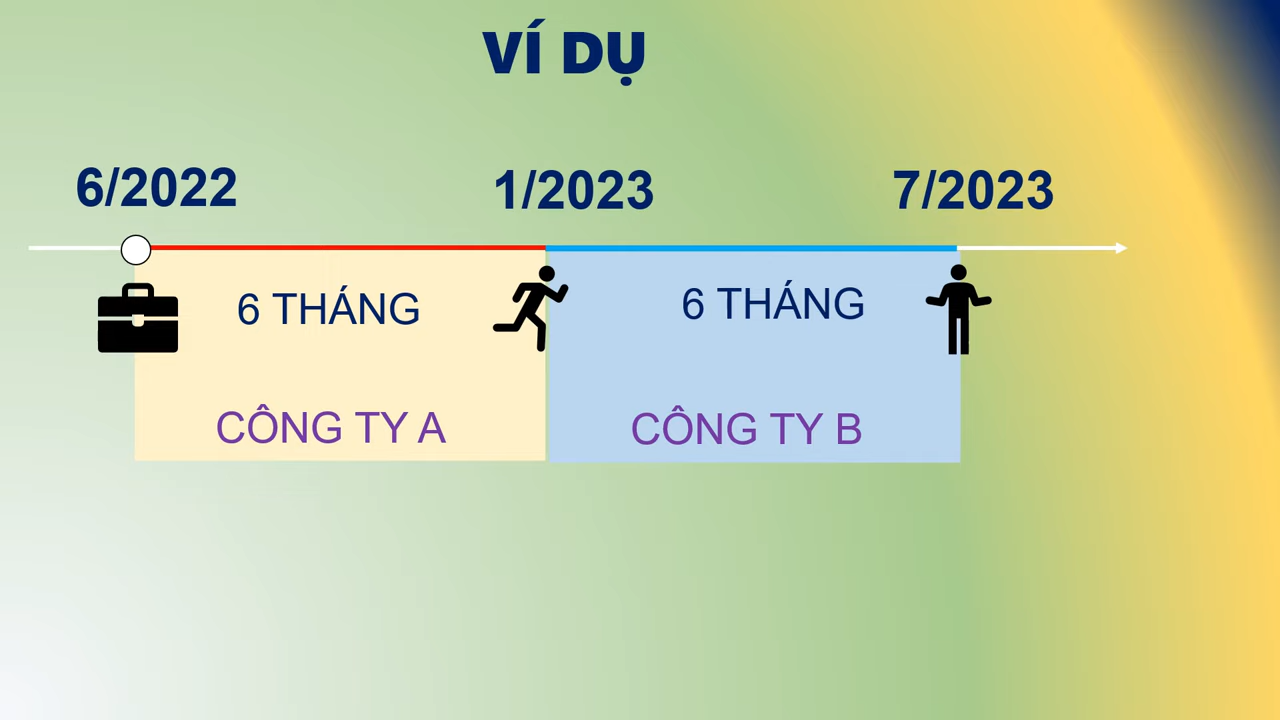 VÍ DỤ
6/2022 1/2023 7/2023
6 THÁNG 6 THÁNG
CÔNG TY A CÔNG TY B